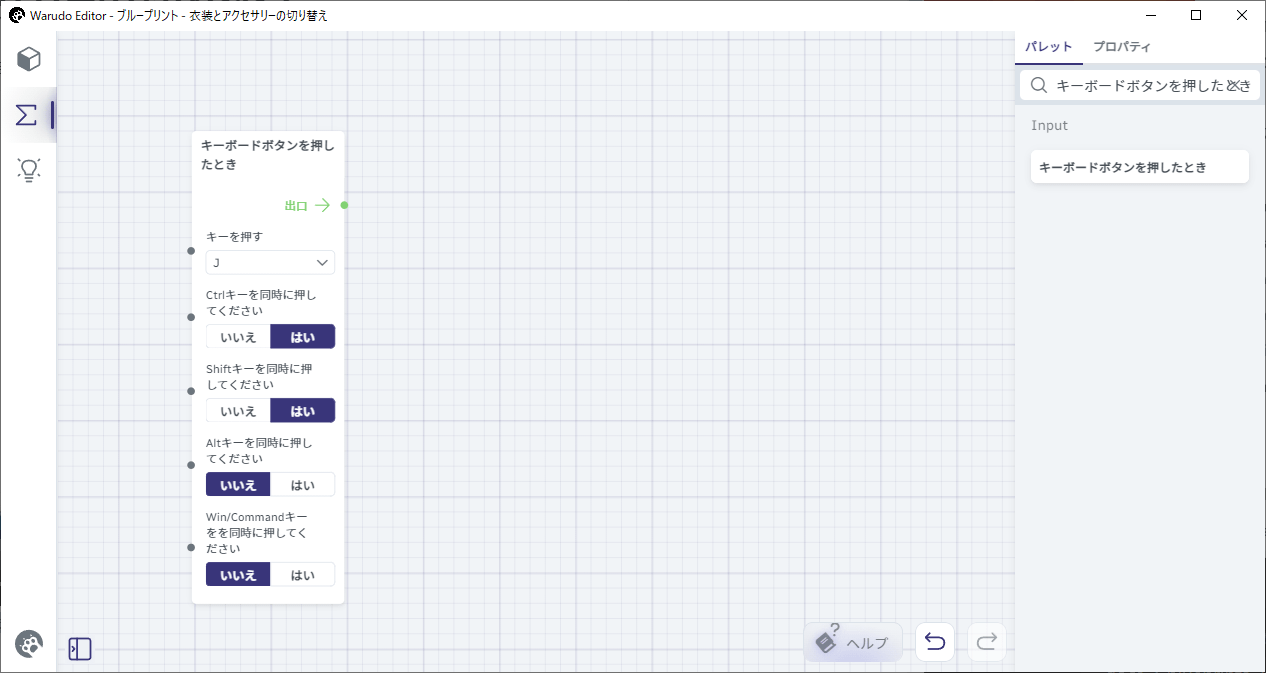 Warudo Editor - ブループリント - 衣装とアクセサリーの切り替え
パレット
プロパティ
キーボードボタンを押したとき
Input
キーボードボタンを押したとき
キーボードボタンを押し
たとき
出口
キーを押す
J
Ctrlキーを同時に押し
てください
いいえ はい
Shiftキーを同時に押
してください
いいえ はい
Altキーを同時に押し
てください
いいえ はい
Win/Commandキー
をを同時に押してく
ださい
いいえ はい
? ヘルプ